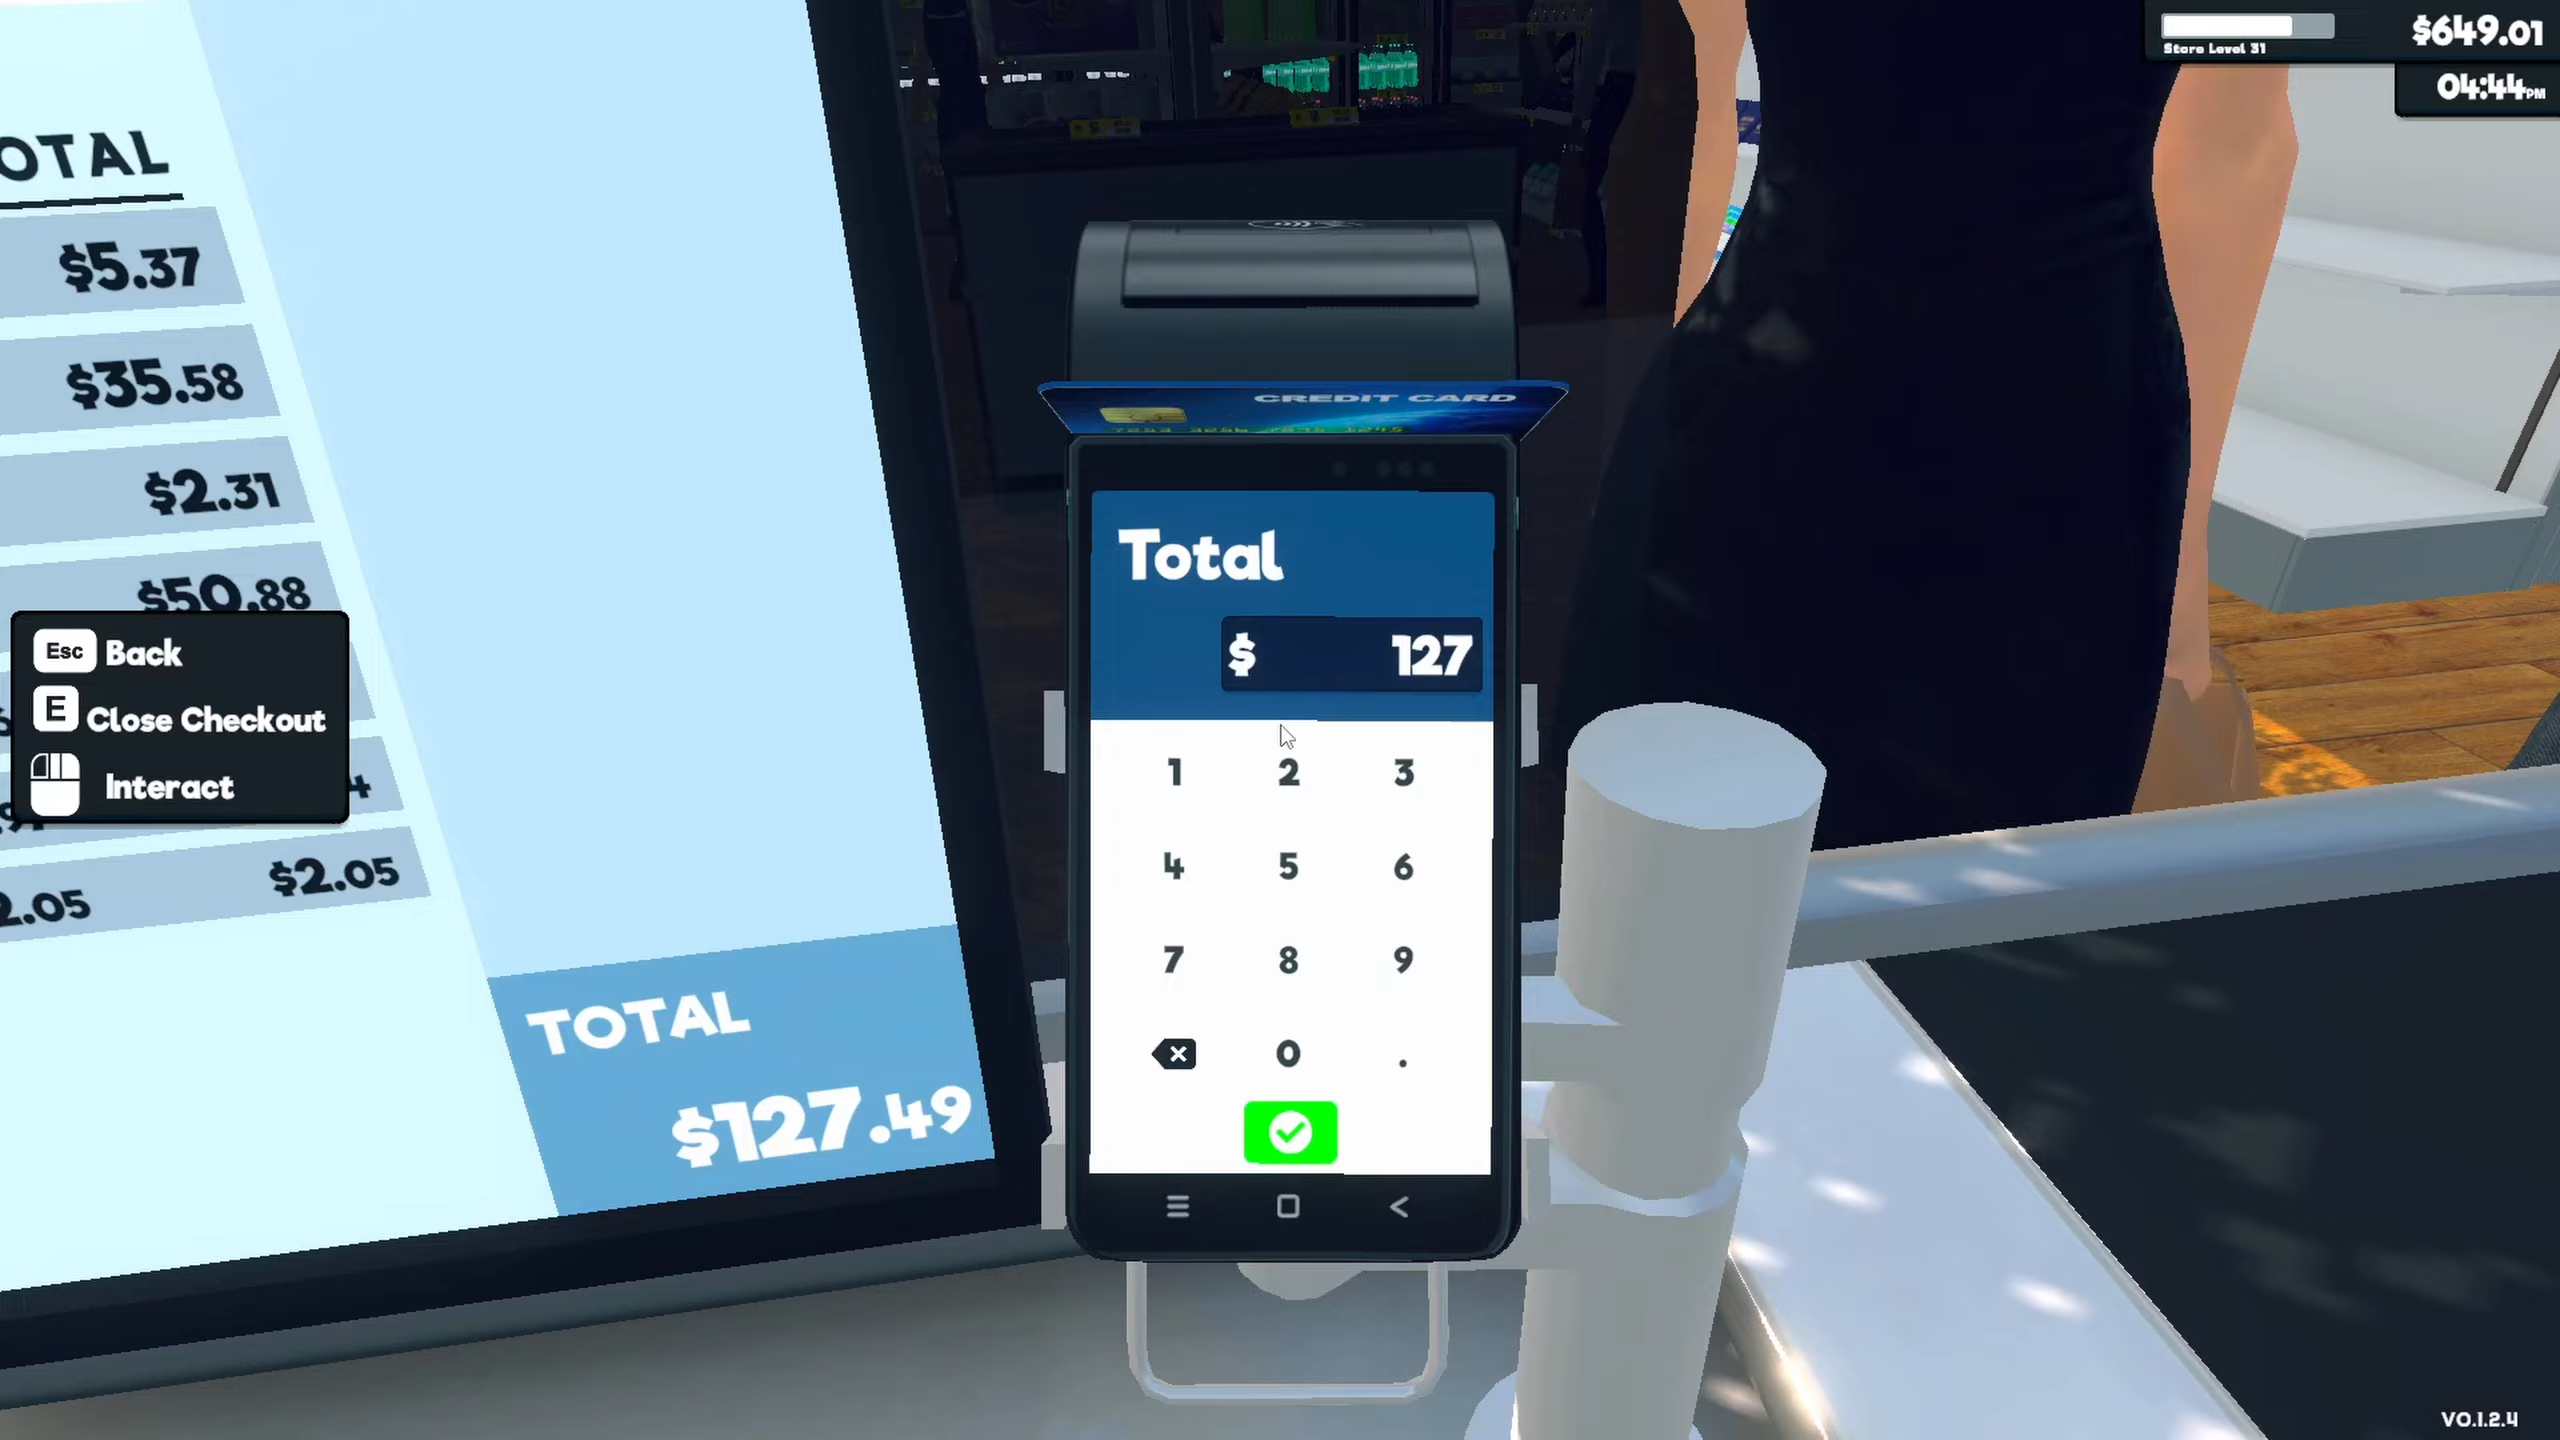 $649.01
Store Level 31
04:44PM
OTAL
$5.37
$35.58
$2.31
$50.88
2.05 $2.05
TOTAL
$127.49
Esc Back
E Close Checkout
Interact
CREDIT CARD
Total
$ 127
1 2 3
4 5 6
7 8 9
0 .
V0.1.2.4